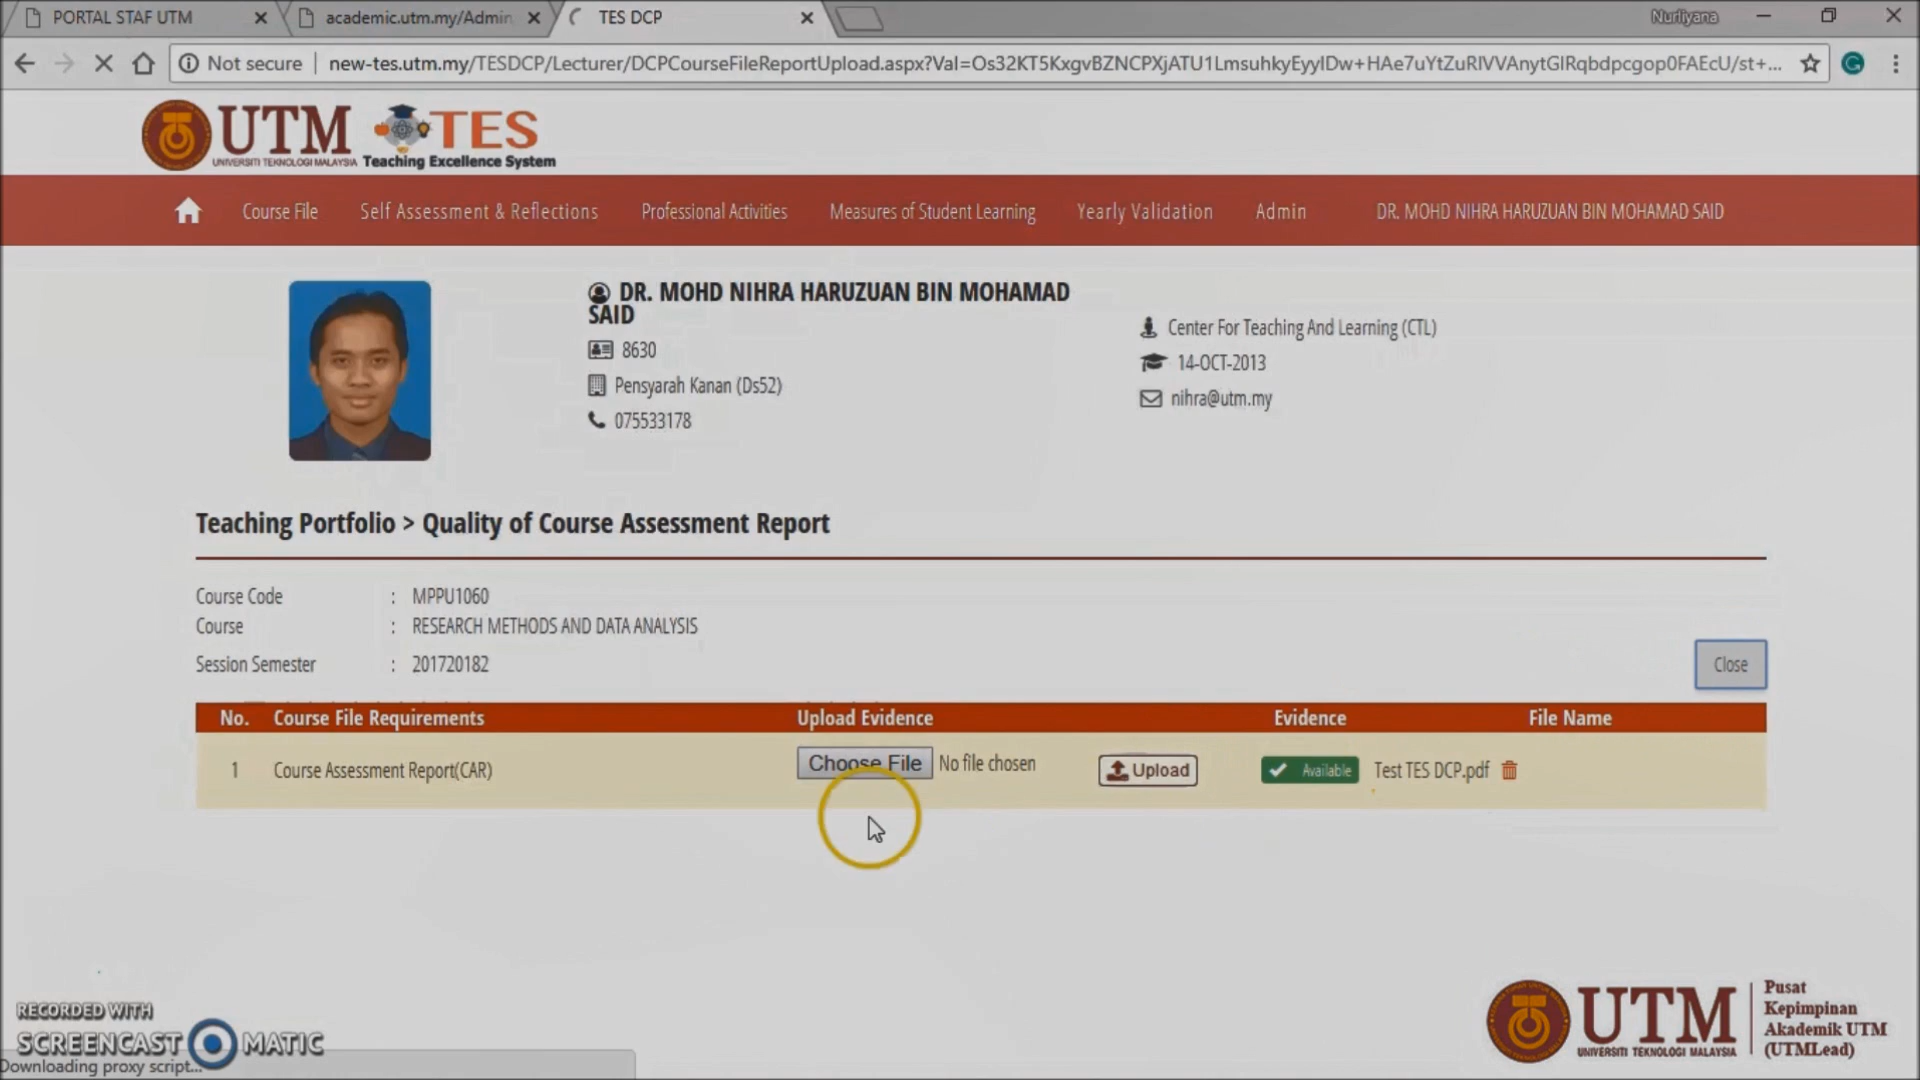 PORTAL STAF UTM
academic.utm.my/Admin
TES DCP
Nurliyana
Not secure | new-tes.utm.my/TESDCP/Lecturer/DCPCourseFileReportUpload.aspx?Val=Os32KT5KxgvBZNCPXjATU1LmsuhkyEyyIDw+HAe7uYtZuRIVVAnytGIRqbdpcgop0FAEcU/st+...
UTM
UNIVERSITI TEKNOLOGI MALAYSIA
TES
Teaching Excellence System
Course File
Self Assessment & Reflections
Professional Activities
Measures of Student Learning
Yearly Validation
Admin
DR. MOHD NIHRA HARUZUAN BIN MOHAMAD SAID
DR. MOHD NIHRA HARUZUAN BIN MOHAMAD
SAID
8630
Pensyarah Kanan (Ds52)
075533178
Center For Teaching And Learning (CTL)
14-OCT-2013
nihra@utm.my
Teaching Portfolio > Quality of Course Assessment Report
Course Code : MPPU1060
Course : RESEARCH METHODS AND DATA ANALYSIS
Session Semester : 201720182
Close
No. Course File Requirements Upload Evidence Evidence File Name
1 Course Assessment Report(CAR) Choose File No file chosen Upload Available Test TES DCP.pdf
RECORDED WITH
SCREENCAST MATIC
Downloading proxy script...
UTM
UNIVERSITI TEKNOLOGI MALAYSIA
Pusat
Kepimpinan
Akademik UTM
(UTMLead)